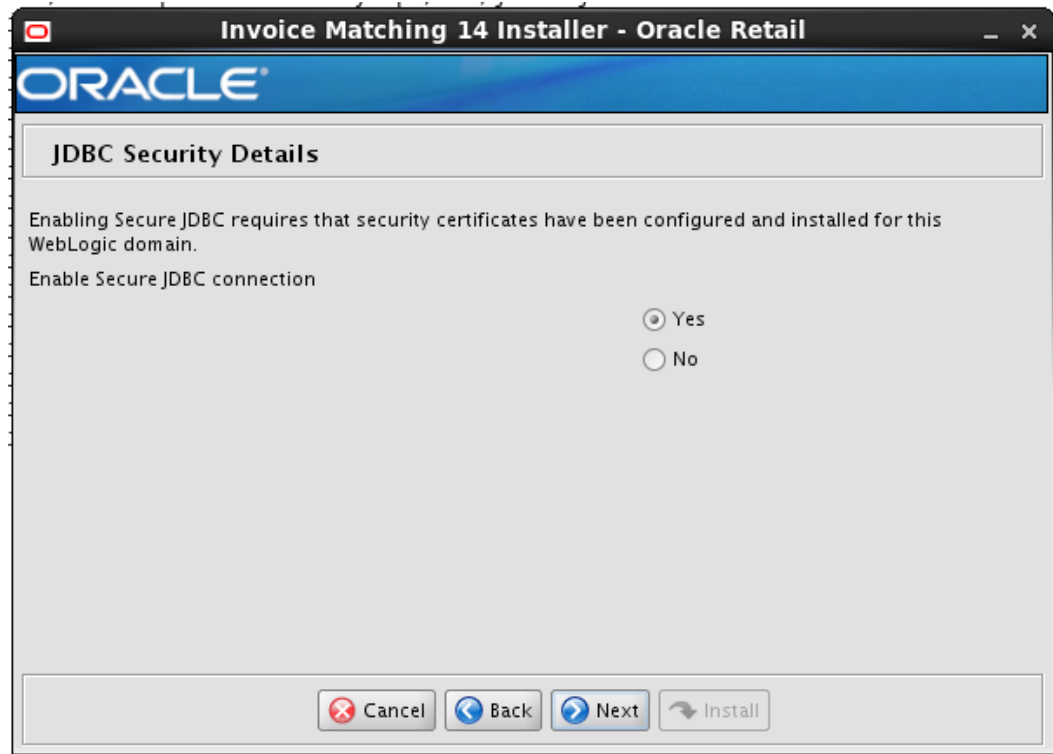 Invoice Matching 14 Installer - Oracle Retail
ORACLE
JDBC Security Details
Enabling Secure JDBC requires that security certificates have been configured and installed for this
WebLogic domain.
Enable Secure JDBC connection
Yes
No
Cancel Back Next Install